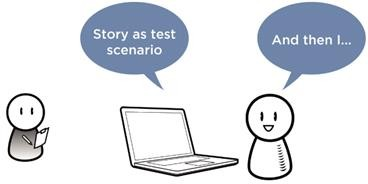 Story as test
scenario
And then I...